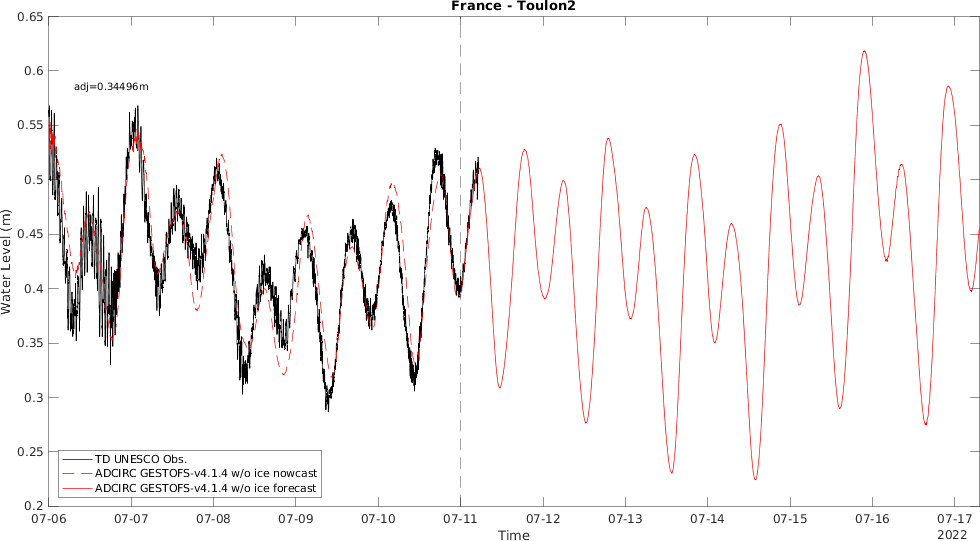 France - Toulon2
adj=0.34496m
Water Level (m)
0.65
0.6
0.55
0.5
0.45
0.4
0.35
0.3
0.25
0.2
TD UNESCO Obs.
ADCIRC GESTOFS-v4.1.4 w/o ice nowcast
ADCIRC GESTOFS-v4.1.4 w/o ice forecast
07-06 07-07 07-08 07-09 07-10 07-11 07-12 07-13 07-14 07-15 07-16 07-17
Time 2022